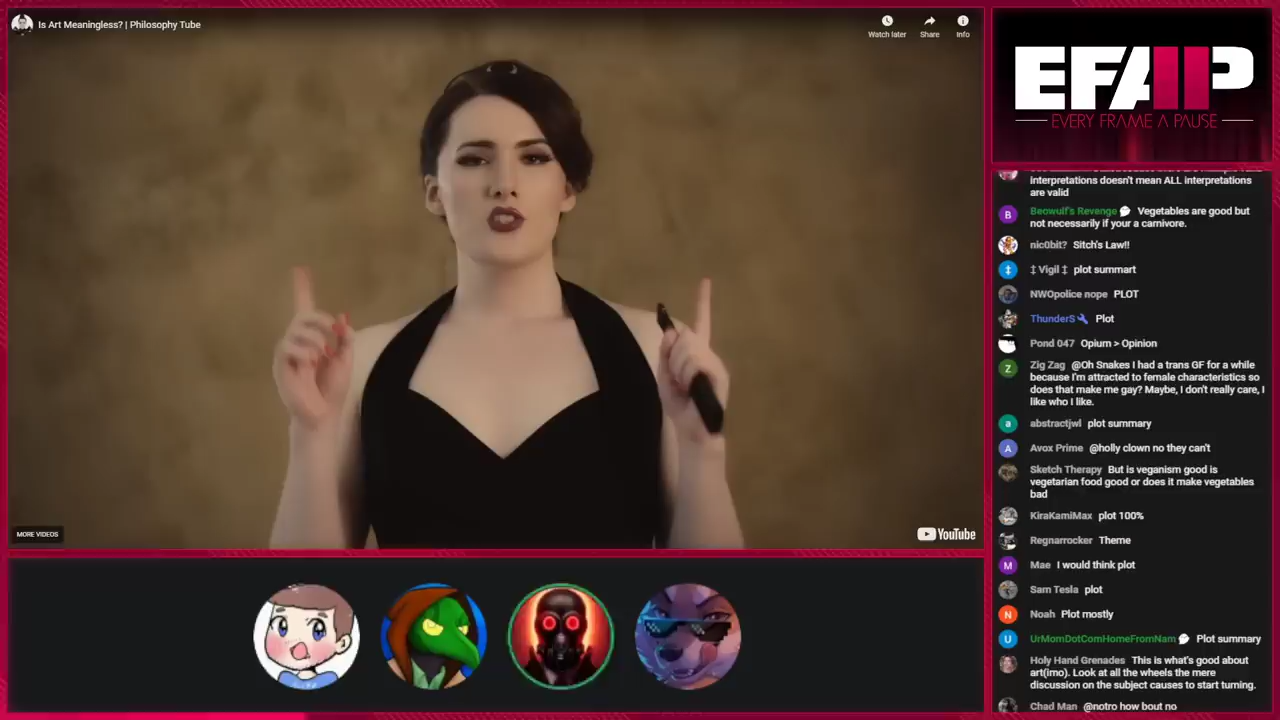 Is Art Meaningless? | Philosophy Tube
Watch later
Share
Info
MORE VIDEOS
YouTube
EFAP
EVERY FRAME A PAUSE
interpretations doesn't mean ALL interpretations
are valid
B
Beowulf's Revenge Vegetables are good but
not necessarily if your a carnivore.
nic0bit? Sitch's Law!!
‡ Vigil ‡ plot summart
NWOpolice nope PLOT
ThunderS Plot
Pond 047 Opium > Opinion
Z
Zig Zag @Oh Snakes I had a trans GF for a while
because I'm attracted to female characteristics so
does that make me gay? Maybe, I don't really care, I
like who I like.
a
abstractjwl plot summary
A
Avox Prime @holly clown no they can't
Sketch Therapy But is veganism good is
vegetarian food good or does it make vegetables
bad
KiraKamiMax plot 100%
Regnarrocker Theme
M
Mae I would think plot
Sam Tesla plot
N
Noah Plot mostly
U
UrMomDotComHomeFromNam Plot summary
Holy Hand Grenades This is what's good about
art(imo). Look at all the wheels the mere
discussion on the subject causes to start turning.
Chad Man @notro how bout no